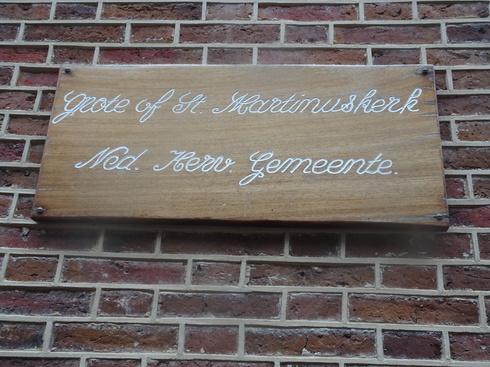 Grote of St. Martinuskerk
Ned. Herv. Gemeente.